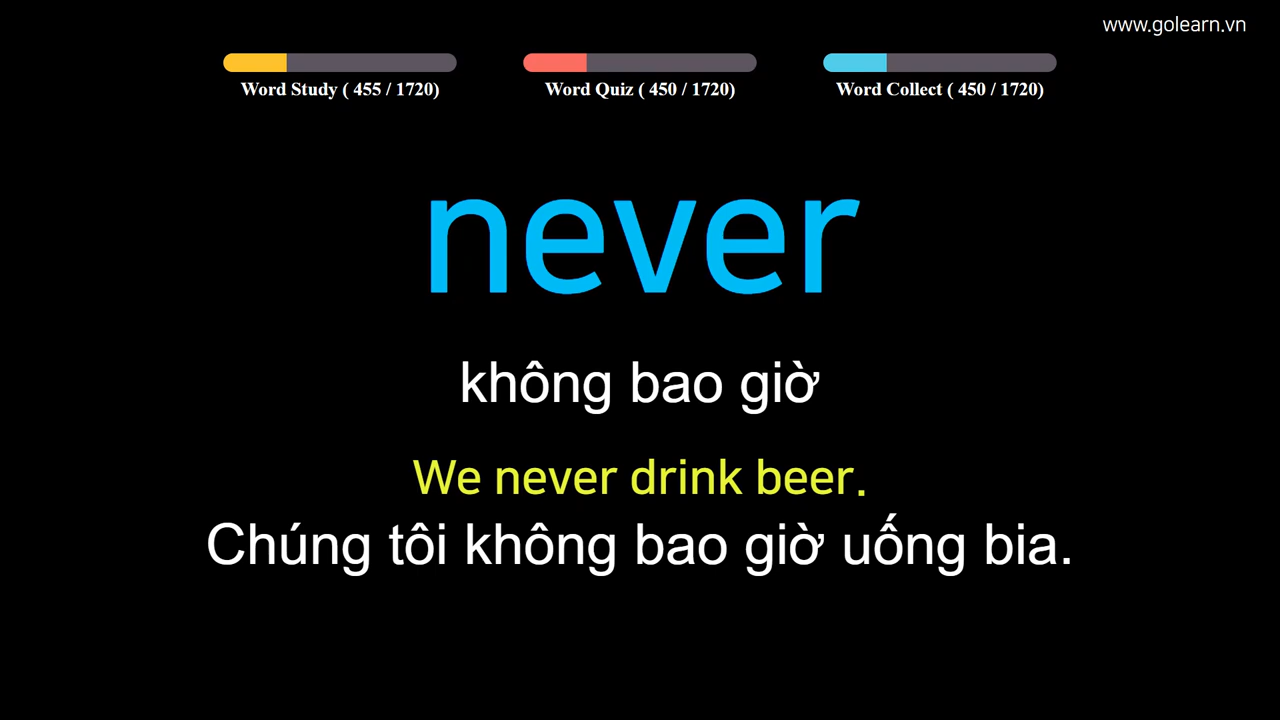 www.golearn.vn
Word Study ( 455 / 1720)
Word Quiz ( 450 / 1720)
Word Collect ( 450 / 1720)
never
không bao giờ
We never drink beer.
Chúng tôi không bao giờ uống bia.